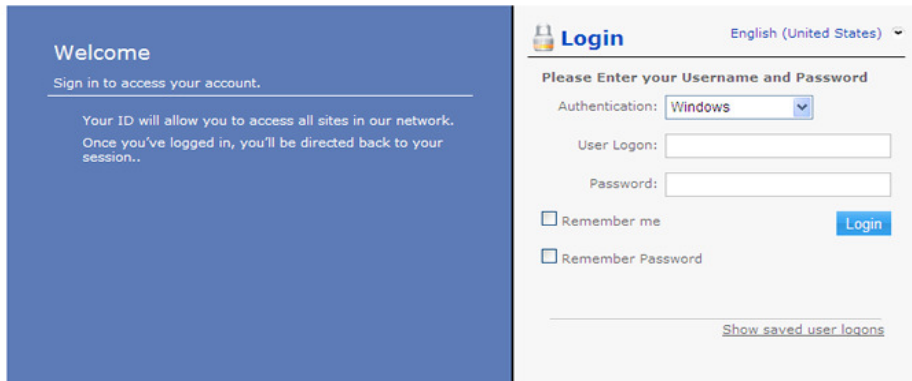 Welcome
Sign in to access your account.
Your ID will allow you to access all sites in our network.
Once you've logged in, you'll be directed back to your
session..
Login
English (United States)
Please Enter your Username and Password
Authentication: Windows
User Logon:
Password:
Remember me
Login
Remember Password
Show saved user logons